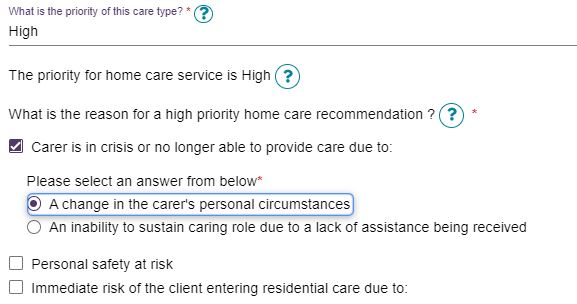 What is the priority of this care type? * ?
High
The priority for home care service is High ?
What is the reason for a high priority home care recommendation ? ? *
Carer is in crisis or no longer able to provide care due to:
Please select an answer from below*
A change in the carer's personal circumstances
An inability to sustain caring role due to a lack of assistance being received
Personal safety at risk
Immediate risk of the client entering residential care due to: